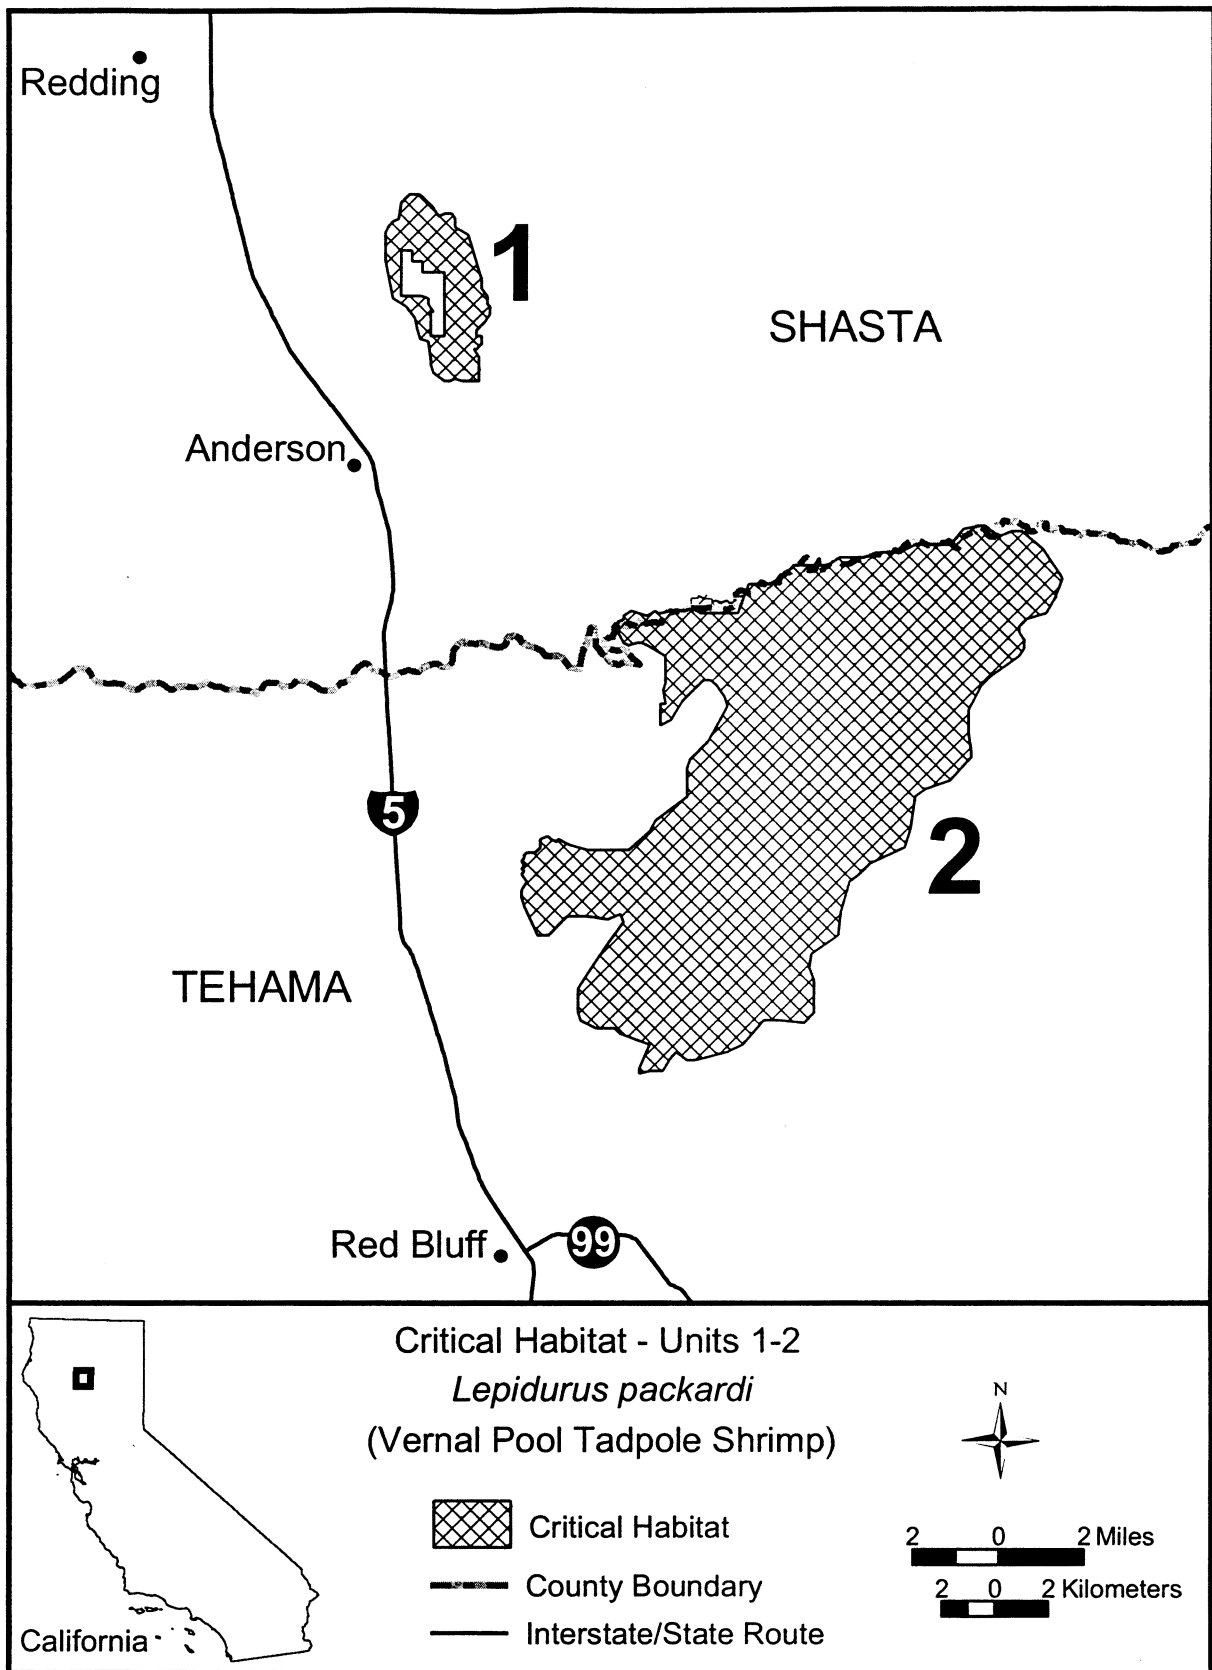 Redding
1
SHASTA
Anderson
5
2
TEHAMA
Red Bluff
99
Critical Habitat - Units 1-2
Lepidurus packardi
(Vernal Pool Tadpole Shrimp)
N
Critical Habitat
County Boundary
Interstate/State Route
2 0 2 Miles
2 0 2 Kilometers
California